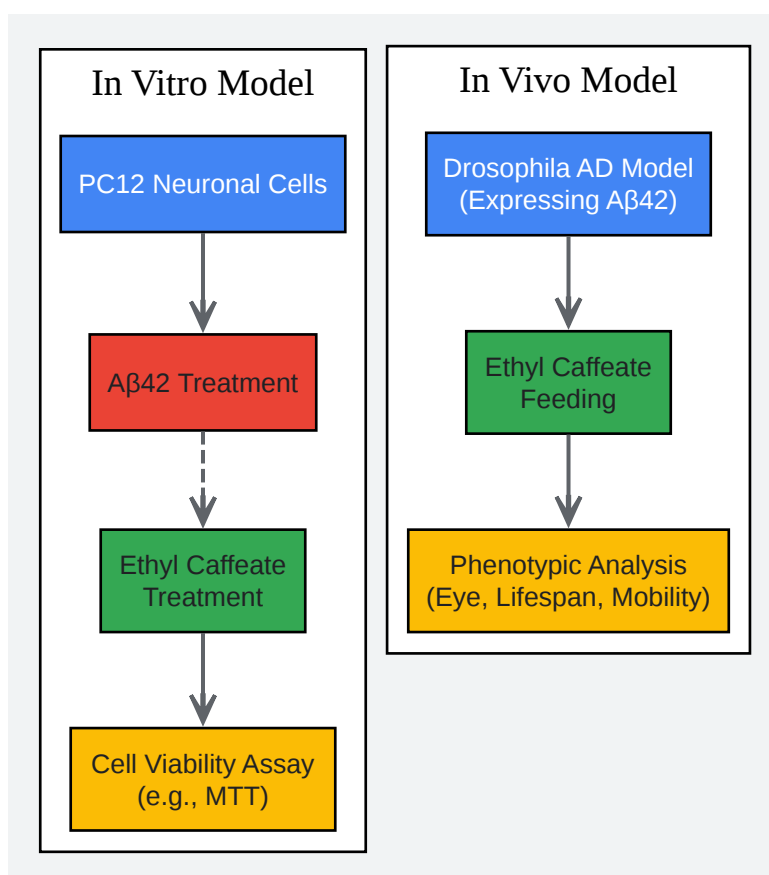 In Vitro Model
PC12 Neuronal Cells
Aβ42 Treatment
Ethyl Caffeate
Treatment
Cell Viability Assay
(e.g., MTT)
In Vivo Model
Drosophila AD Model
(Expressing Aβ42)
Ethyl Caffeate
Feeding
Phenotypic Analysis
(Eye, Lifespan, Mobility)